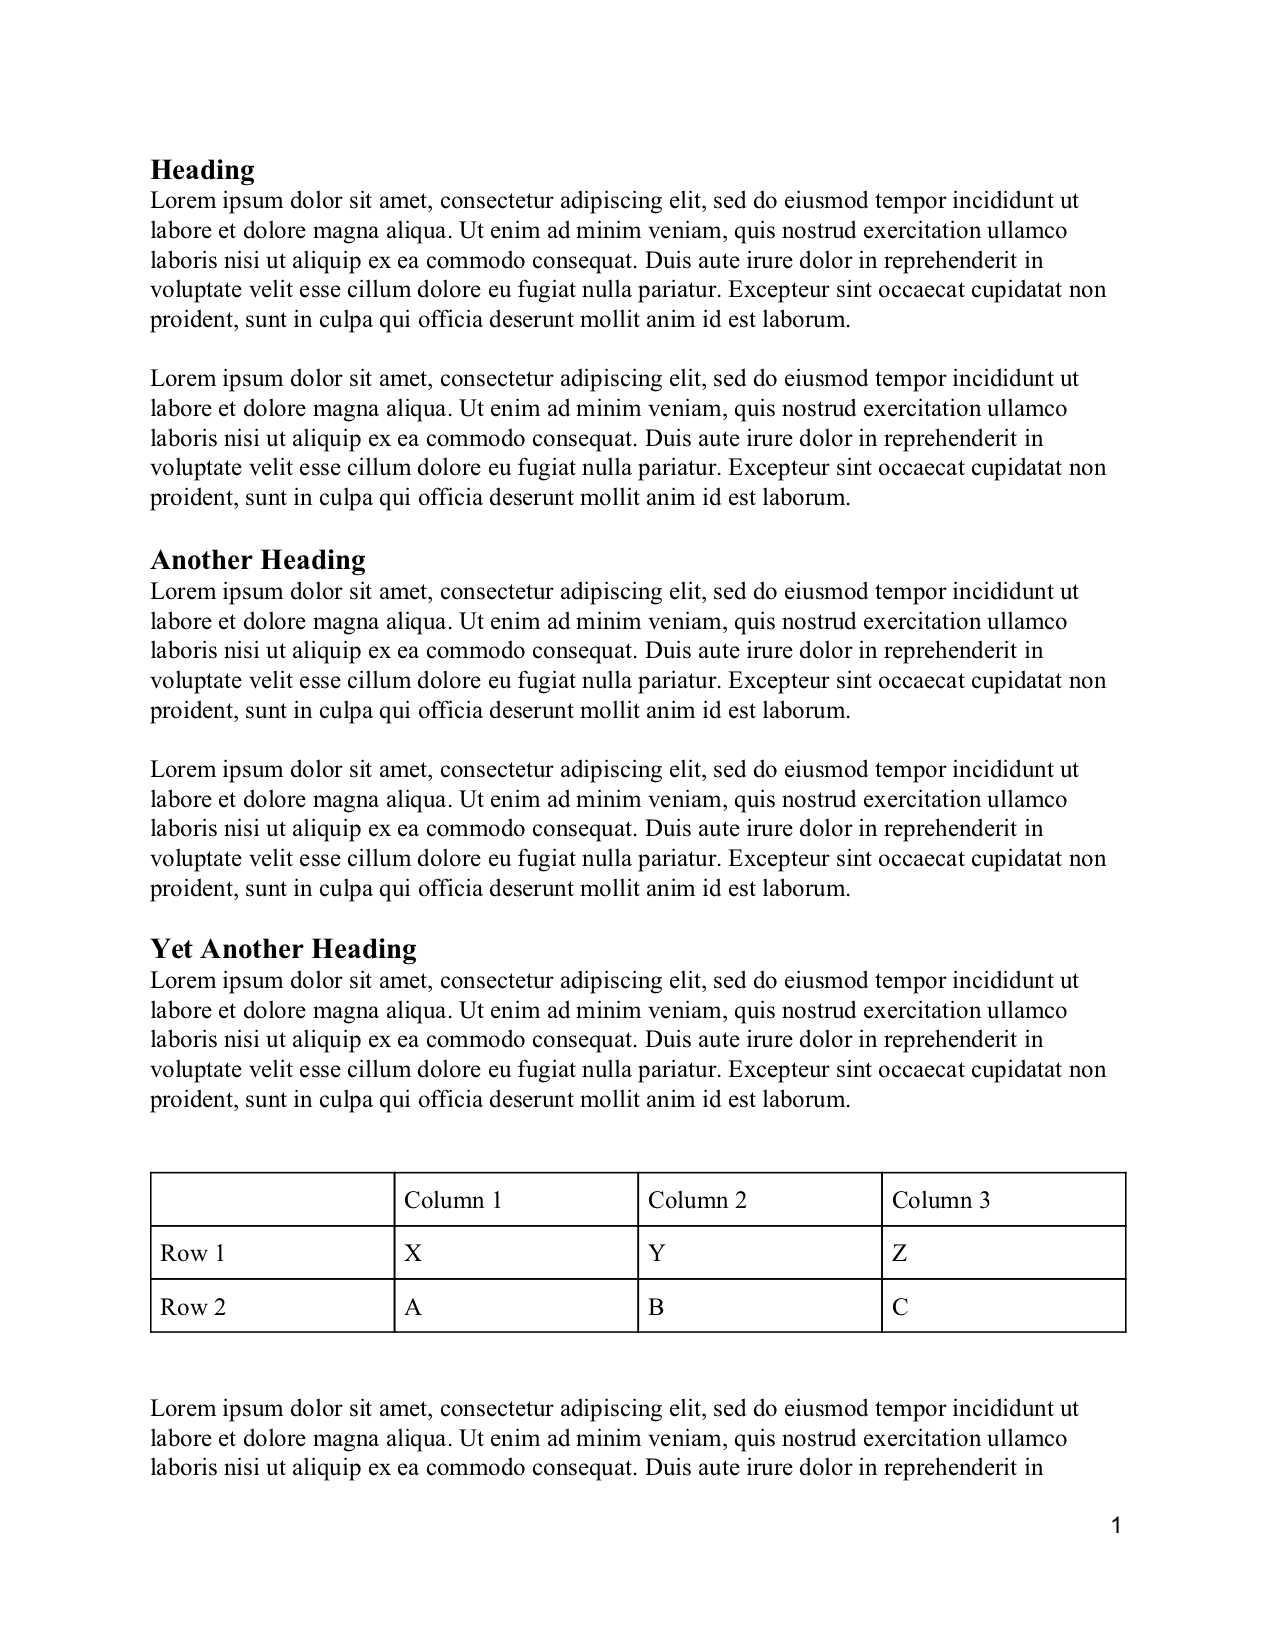 Heading
Lorem ipsum dolor sit amet, consectetur adipiscing elit, sed do eiusmod tempor incididunt ut
labore et dolore magna aliqua. Ut enim ad minim veniam, quis nostrud exercitation ullamco
laboris nisi ut aliquip ex ea commodo consequat. Duis aute irure dolor in reprehenderit in
voluptate velit esse cillum dolore eu fugiat nulla pariatur. Excepteur sint occaecat cupidatat non
proident, sunt in culpa qui officia deserunt mollit anim id est laborum.
Lorem ipsum dolor sit amet, consectetur adipiscing elit, sed do eiusmod tempor incididunt ut
labore et dolore magna aliqua. Ut enim ad minim veniam, quis nostrud exercitation ullamco
laboris nisi ut aliquip ex ea commodo consequat. Duis aute irure dolor in reprehenderit in
voluptate velit esse cillum dolore eu fugiat nulla pariatur. Excepteur sint occaecat cupidatat non
proident, sunt in culpa qui officia deserunt mollit anim id est laborum.
Another Heading
Lorem ipsum dolor sit amet, consectetur adipiscing elit, sed do eiusmod tempor incididunt ut
labore et dolore magna aliqua. Ut enim ad minim veniam, quis nostrud exercitation ullamco
laboris nisi ut aliquip ex ea commodo consequat. Duis aute irure dolor in reprehenderit in
voluptate velit esse cillum dolore eu fugiat nulla pariatur. Excepteur sint occaecat cupidatat non
proident, sunt in culpa qui officia deserunt mollit anim id est laborum.
Lorem ipsum dolor sit amet, consectetur adipiscing elit, sed do eiusmod tempor incididunt ut
labore et dolore magna aliqua. Ut enim ad minim veniam, quis nostrud exercitation ullamco
laboris nisi ut aliquip ex ea commodo consequat. Duis aute irure dolor in reprehenderit in
voluptate velit esse cillum dolore eu fugiat nulla pariatur. Excepteur sint occaecat cupidatat non
proident, sunt in culpa qui officia deserunt mollit anim id est laborum.
Yet Another Heading
Lorem ipsum dolor sit amet, consectetur adipiscing elit, sed do eiusmod tempor incididunt ut
labore et dolore magna aliqua. Ut enim ad minim veniam, quis nostrud exercitation ullamco
laboris nisi ut aliquip ex ea commodo consequat. Duis aute irure dolor in reprehenderit in
voluptate velit esse cillum dolore eu fugiat nulla pariatur. Excepteur sint occaecat cupidatat non
proident, sunt in culpa qui officia deserunt mollit anim id est laborum.
Column 1 Column 2 Column 3
Row 1 X Y Z
Row 2 A B C
Lorem ipsum dolor sit amet, consectetur adipiscing elit, sed do eiusmod tempor incididunt ut
labore et dolore magna aliqua. Ut enim ad minim veniam, quis nostrud exercitation ullamco
laboris nisi ut aliquip ex ea commodo consequat. Duis aute irure dolor in reprehenderit in
1